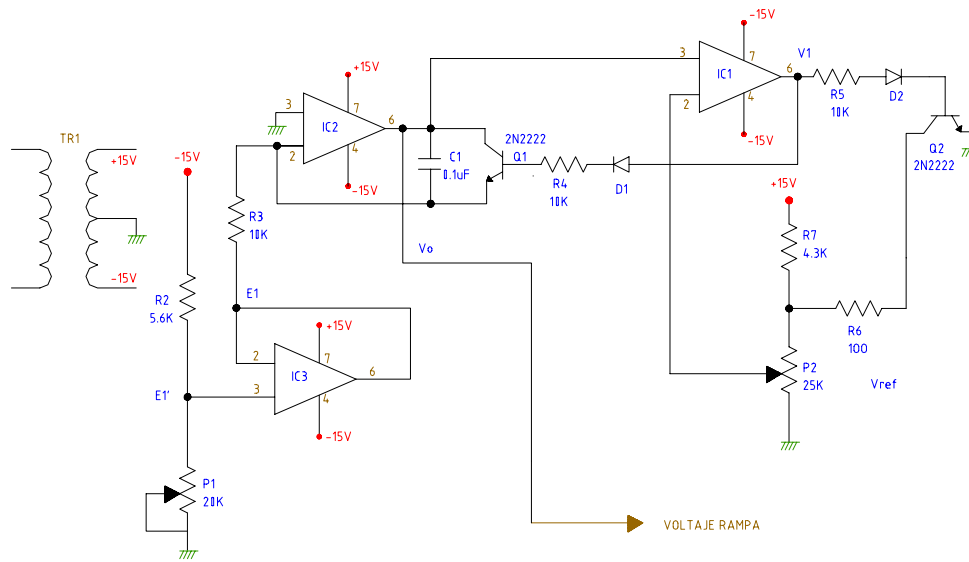 TR1
+15V
-15V
-15V
R2
5.6K
E1'
P1
20K
R3
10K
E1
+15V
3
7
IC2
6
2
4
-15V
+15V
2
7
IC3
6
3
4
-15V
C1
0.1uF
2N2222
Q1
R4
10K
D1
Vo
-15V
3
7
IC1
6
2
4
-15V
V1
R5
10K
D2
Q2
2N2222
+15V
R7
4.3K
R6
100
P2
25K
Vref
VOLTAJE RAMPA